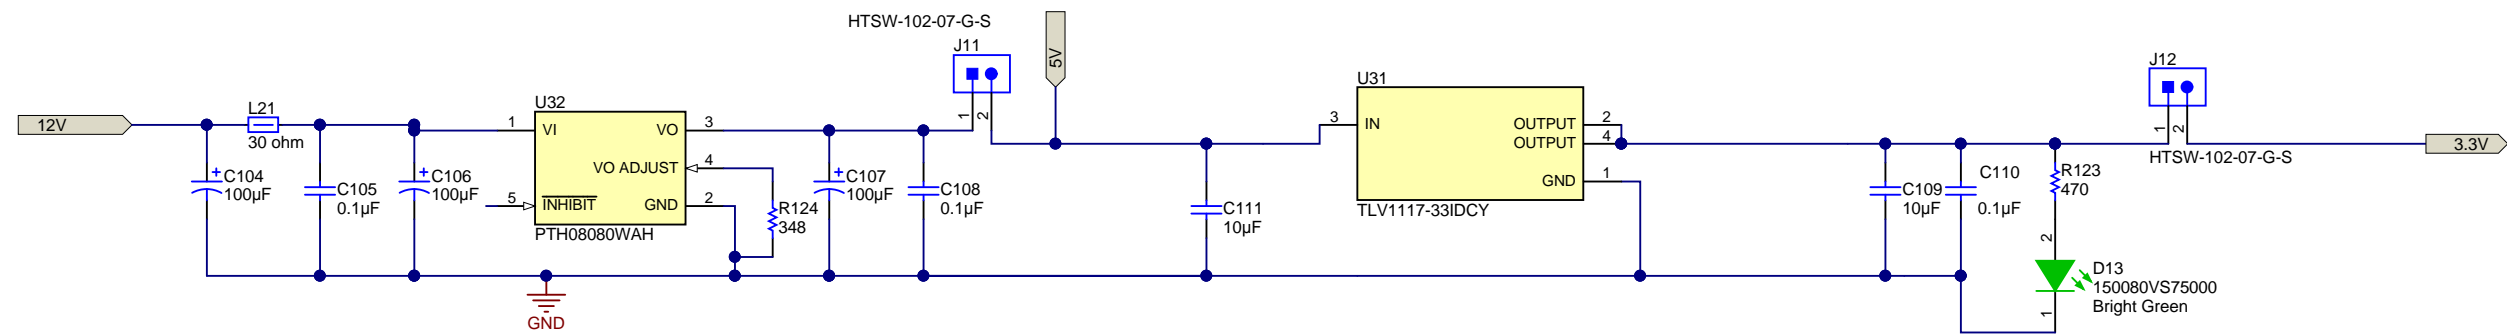 HTSW-102-07-G-S
J11
1
2
5V
12V
L21
30 ohm
C104
100µF
C105
0.1µF
C106
100µF
U32
1
VI
VO
3
VO ADJUST
4
5
INHIBIT
GND
2
PTH08080WAH
R124
348
C107
100µF
C108
0.1µF
GND
C111
10µF
U31
3
IN
OUTPUT
2
OUTPUT
4
GND
1
TLV1117-33IDCY
C109
10µF
C110
0.1µF
R123
470
J12
1
2
HTSW-102-07-G-S
3.3V
2
D13
150080VS75000
Bright Green
1